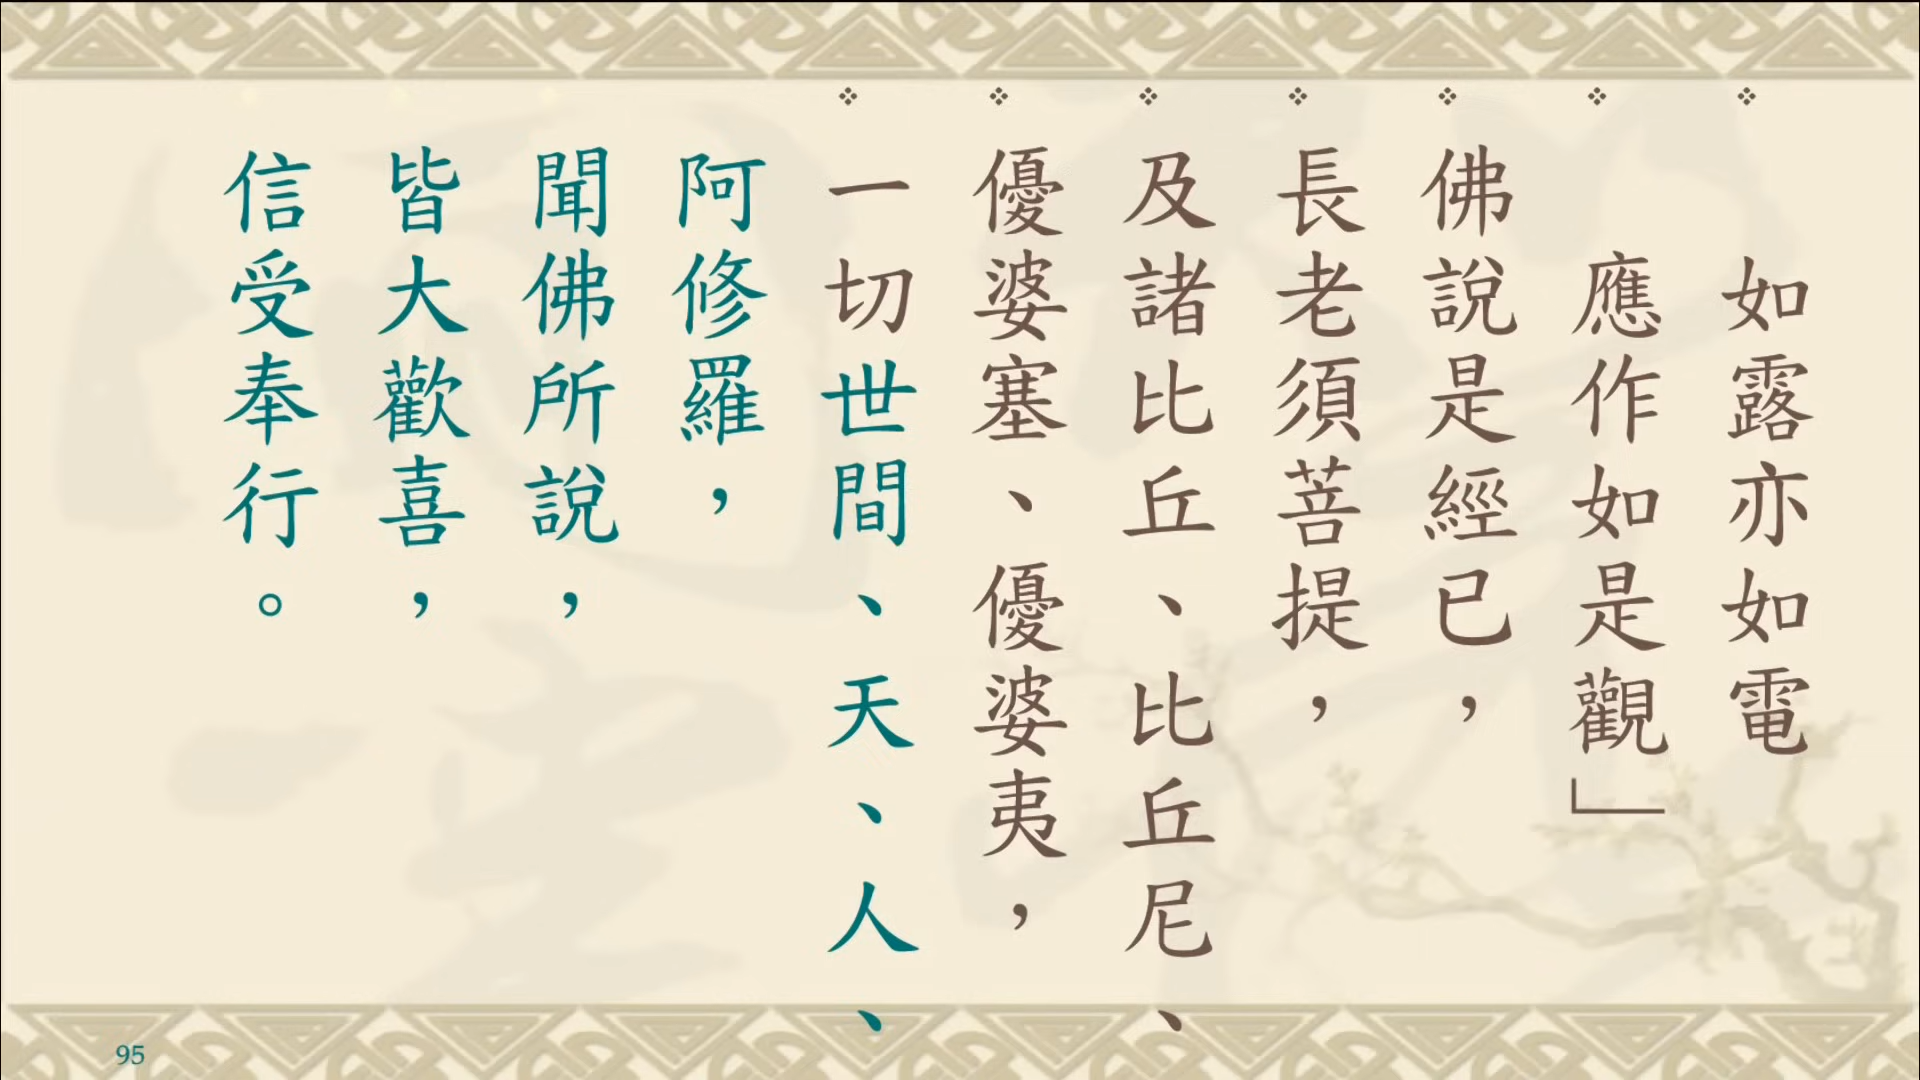 如露亦如電
應作如是觀」
佛說是經已，
長老須菩提，
及諸比丘、比丘尼、
優婆塞、優婆夷，
一切世間、天、人、
阿修羅，
聞佛所說，
皆大歡喜，
信受奉行。
95